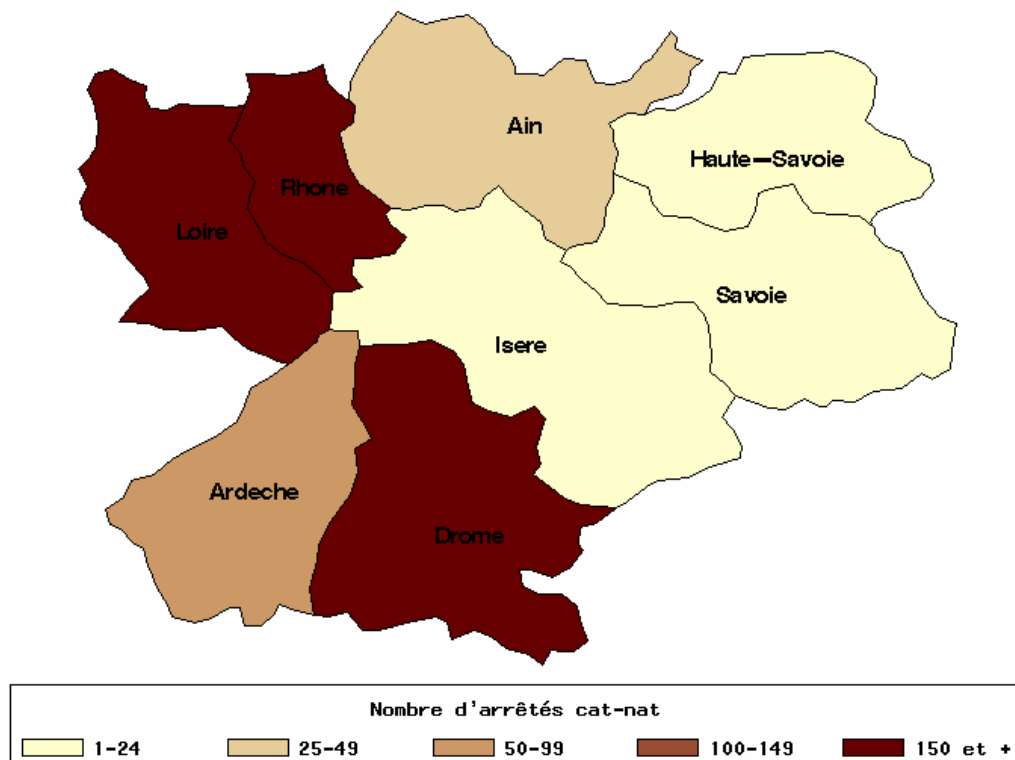 Ain
Haute-Savoie
Rhone
Loire
Savoie
Isere
Ardeche
Drome
Nombre d'arrêtés cat-nat
1-24 25-49 50-99 100-149 150 et +